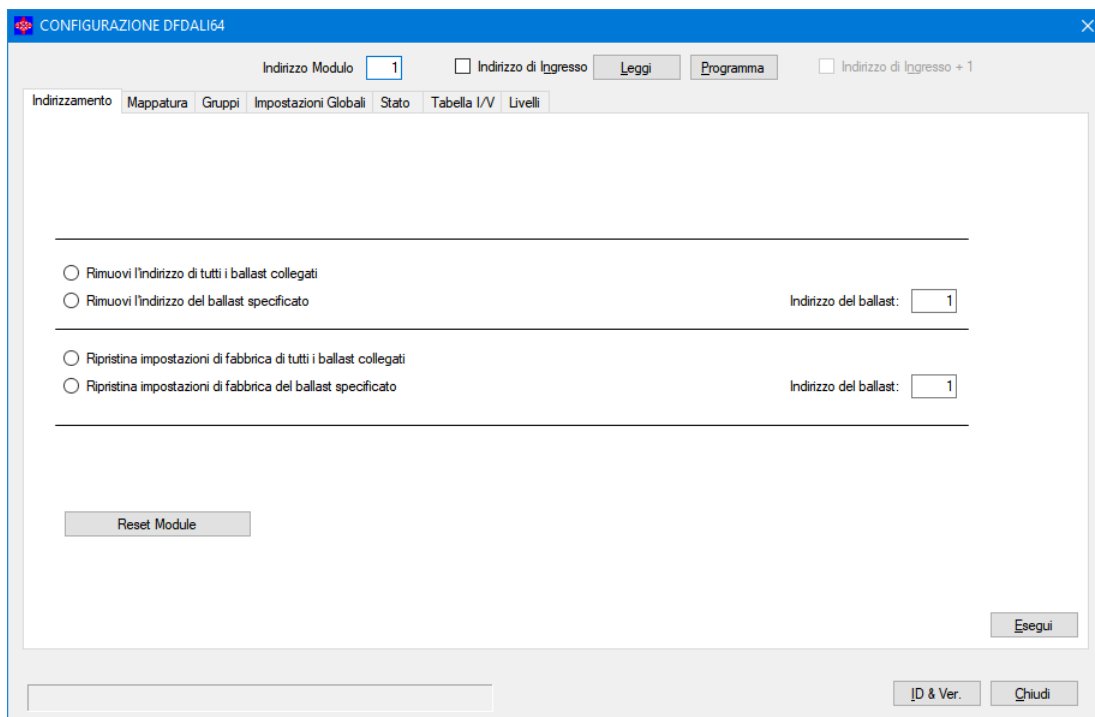 CONFIGURAZIONE DFDALI64
Indirizzo Modulo 1 Indirizzo di Ingresso Leggi Programma Indirizzo di Ingresso + 1
Indirizzamento Mappatura Gruppi Impostazioni Globali Stato Tabella I/V Livelli
Rimuovi l'indirizzo di tutti i ballast collegati
Rimuovi l'indirizzo del ballast specificato Indirizzo del ballast: 1
Ripristina impostazioni di fabbrica di tutti i ballast collegati
Ripristina impostazioni di fabbrica del ballast specificato Indirizzo del ballast: 1
Reset Module
Esegui
ID & Ver. Chiudi